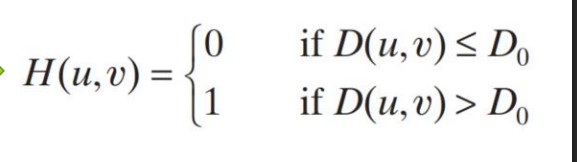 H(u,v) = { 0 if D(u,v) ≤ D₀
1 if D(u,v) > D₀